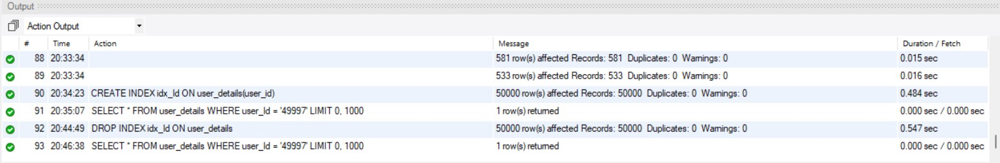 Output
Action Output
# Time Action Message Duration / Fetch
88 20:33:34 581 row(s) affected Records: 581 Duplicates: 0 Warnings: 0 0.015 sec
89 20:33:34 533 row(s) affected Records: 533 Duplicates: 0 Warnings: 0 0.016 sec
90 20:34:23 CREATE INDEX idx_Id ON user_details(user_id) 50000 row(s) affected Records: 50000 Duplicates: 0 Warnings: 0 0.484 sec
91 20:35:07 SELECT * FROM user_details WHERE user_Id = '49997' LIMIT 0, 1000 1 row(s) returned 0.000 sec / 0.000 sec
92 20:44:49 DROP INDEX idx_Id ON user_details 50000 row(s) affected Records: 50000 Duplicates: 0 Warnings: 0 0.547 sec
93 20:46:38 SELECT * FROM user_details WHERE user_Id = '49997' LIMIT 0, 1000 1 row(s) returned 0.000 sec / 0.000 sec